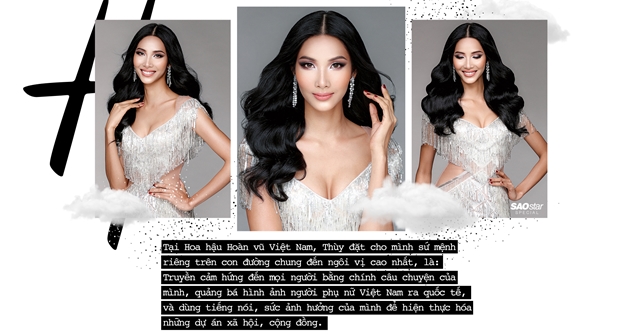 H
SAOstar
SPECIAL
Tại Hoa hậu Hoàn vũ Việt Nam, Thùy đặt cho mình sứ mệnh
riêng trên con đường chung đến ngôi vị cao nhất, là:
Truyền cảm hứng đến mọi người bằng chính câu chuyện của
mình, quảng bá hình ảnh người phụ nữ Việt Nam ra quốc tế,
và dùng tiếng nói, sức ảnh hưởng của mình để hiện thực hóa
những dự án xã hội, cộng đồng.